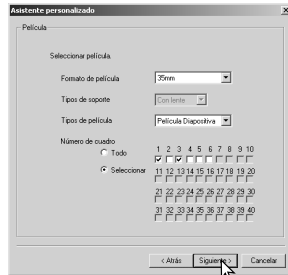 Asistente personalizado
Película
Seleccionar película.
Formato de película 35mm
Tipos de soporte Con lente
Tipos de película Película Diapositiva
Número de cuadro
1 2 3 4 5 6 7 8 9 10
Todo
Seleccionar 11 12 13 14 15 16 17 18 19 20
21 22 23 24 25 26 27 28 29 30
31 32 33 34 35 36 37 38 39 40
< Atrás Siguiente > Cancelar